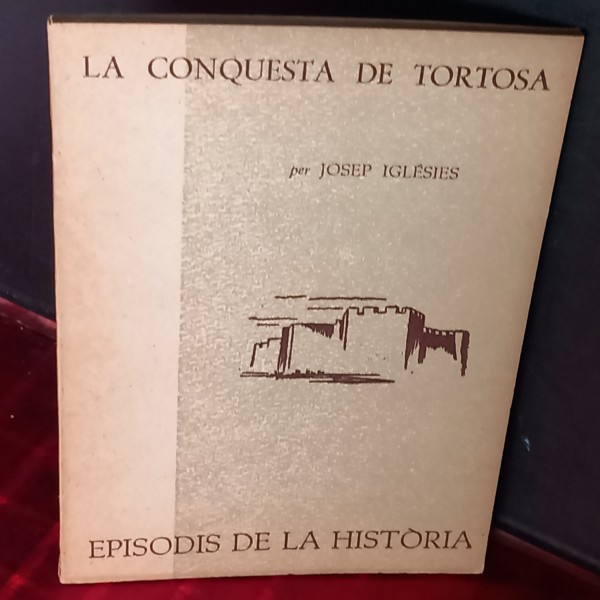 LA CONQUESTA DE TORTOSA
per JOSEP IGLÉSIES
EPISODIS DE LA HISTÒRIA